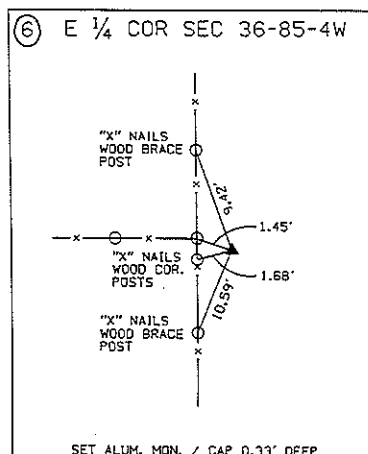 ⑥ E 1/4 COR SEC 36-85-4W
"X" NAILS
WOOD BRACE
POST
9.42'
1.45'
"X" NAILS
WOOD COR.
POSTS
1.68'
10.59'
"X" NAILS
WOOD BRACE
POST
SET ALUM. MON. / CAP 0.33' DEEP